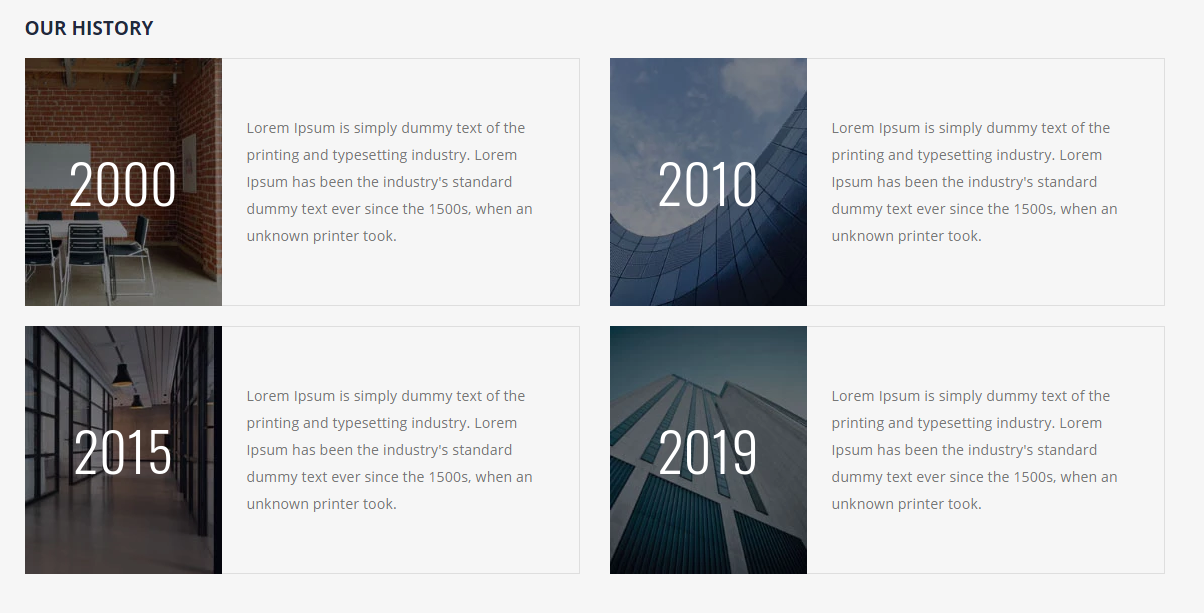 OUR HISTORY
2000
Lorem Ipsum is simply dummy text of the
printing and typesetting industry. Lorem
Ipsum has been the industry's standard
dummy text ever since the 1500s, when an
unknown printer took.
2010
Lorem Ipsum is simply dummy text of the
printing and typesetting industry. Lorem
Ipsum has been the industry's standard
dummy text ever since the 1500s, when an
unknown printer took.
2015
Lorem Ipsum is simply dummy text of the
printing and typesetting industry. Lorem
Ipsum has been the industry's standard
dummy text ever since the 1500s, when an
unknown printer took.
2019
Lorem Ipsum is simply dummy text of the
printing and typesetting industry. Lorem
Ipsum has been the industry's standard
dummy text ever since the 1500s, when an
unknown printer took.